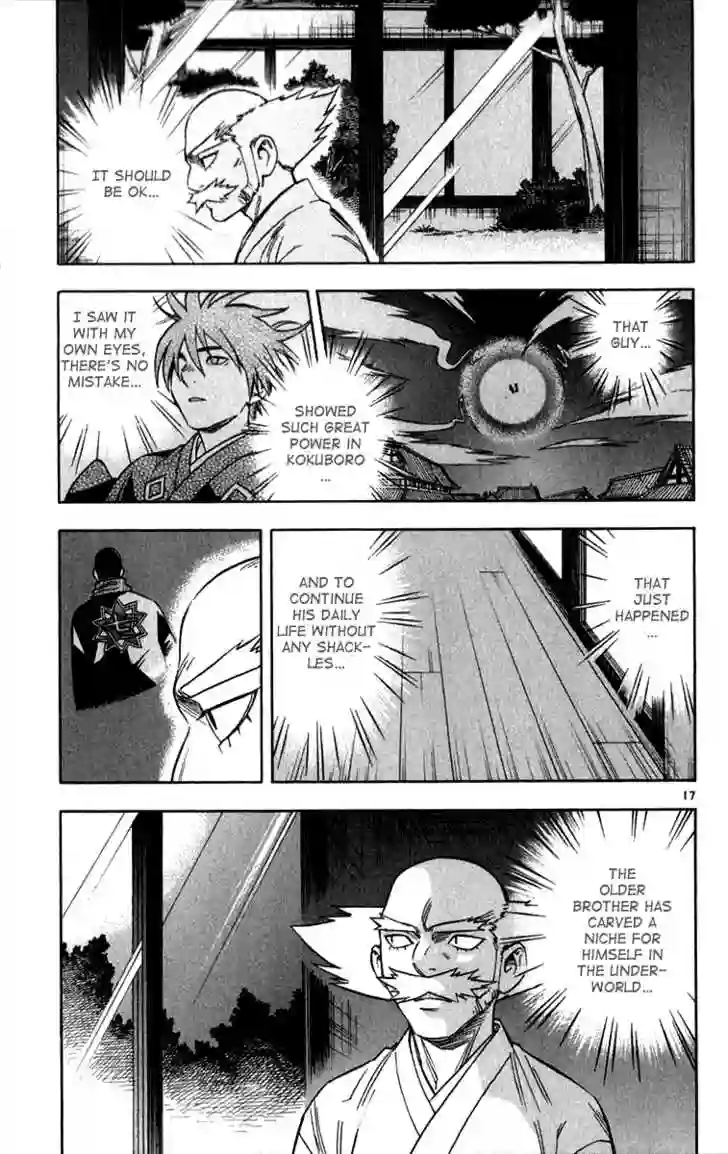 IT SHOULD
BE OK...
THAT
GUY...
SHOWED
SUCH GREAT
POWER IN
KOKUBORO
...
I SAW IT
WITH MY
OWN EYES,
THERE'S NO
MISTAKE...
THAT
JUST
HAPPENED
...
AND TO
CONTINUE
HIS DAILY
LIFE WITHOUT
ANY SHACK-
LES...
17
THE
OLDER
BROTHER HAS
CARVED A
NICHE FOR
HIMSELF IN
THE UNDER-
WORLD...